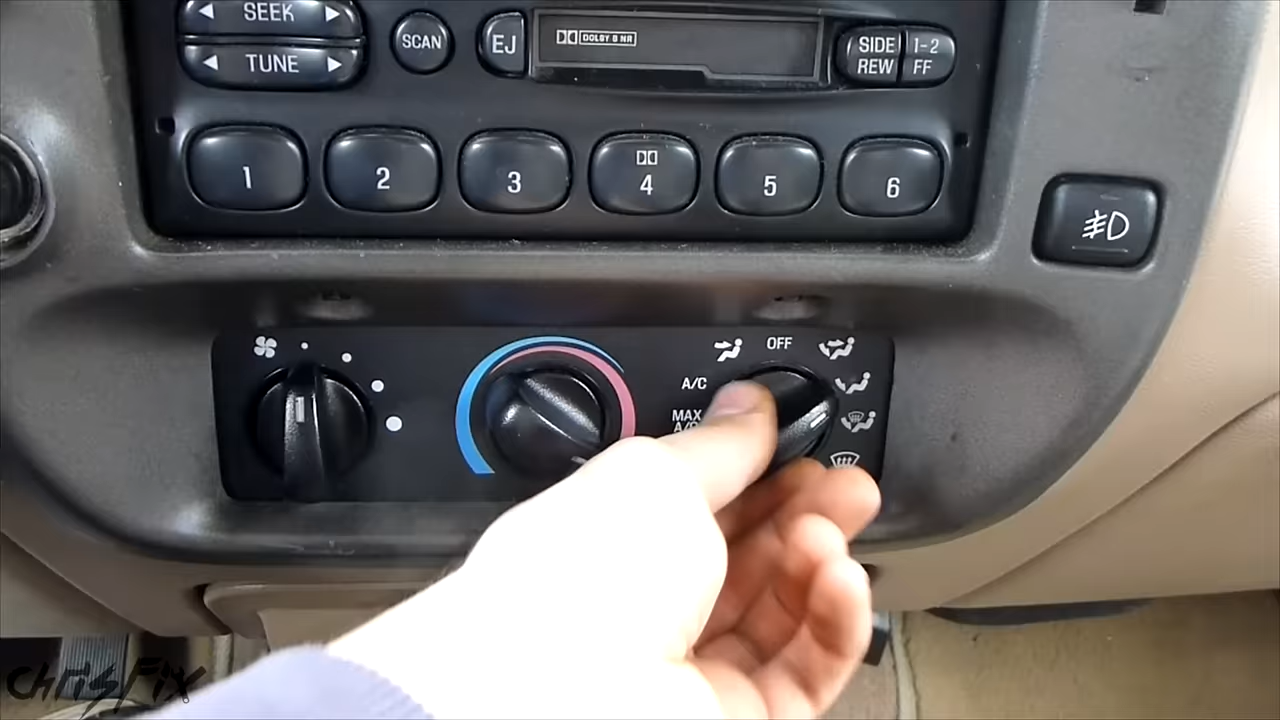 SEEK
SCAN
EJ
DOLBY B NR
SIDE 1-2
REW FF
TUNE
1 2 3 4 5 6
OFF
A/C
MAX
A/C
ChrisFix